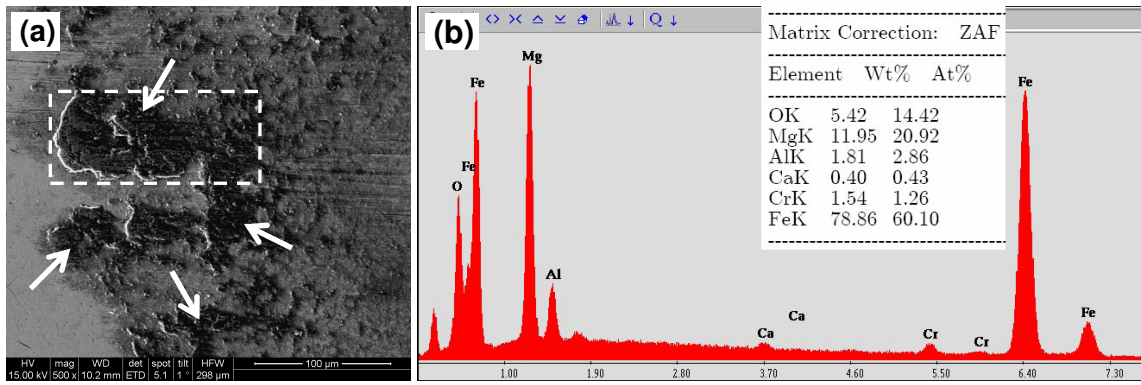 (a)
HV mag WD det spot tilt HFW
15.00 kV 500 x 10.2 mm ETD 5.1 1° 298 µm
100 µm
(b)
Q
Matrix Correction: ZAF
Element Wt% At%
OK 5.42 14.42
MgK 11.95 20.92
AlK 1.81 2.86
CaK 0.40 0.43
CrK 1.54 1.26
FeK 78.86 60.10
O
Fe
Fe
Mg
Al
Ca
Ca
Cr
Cr
Fe
Fe
1.00 1.90 2.80 3.70 4.60 5.50 6.40 7.30